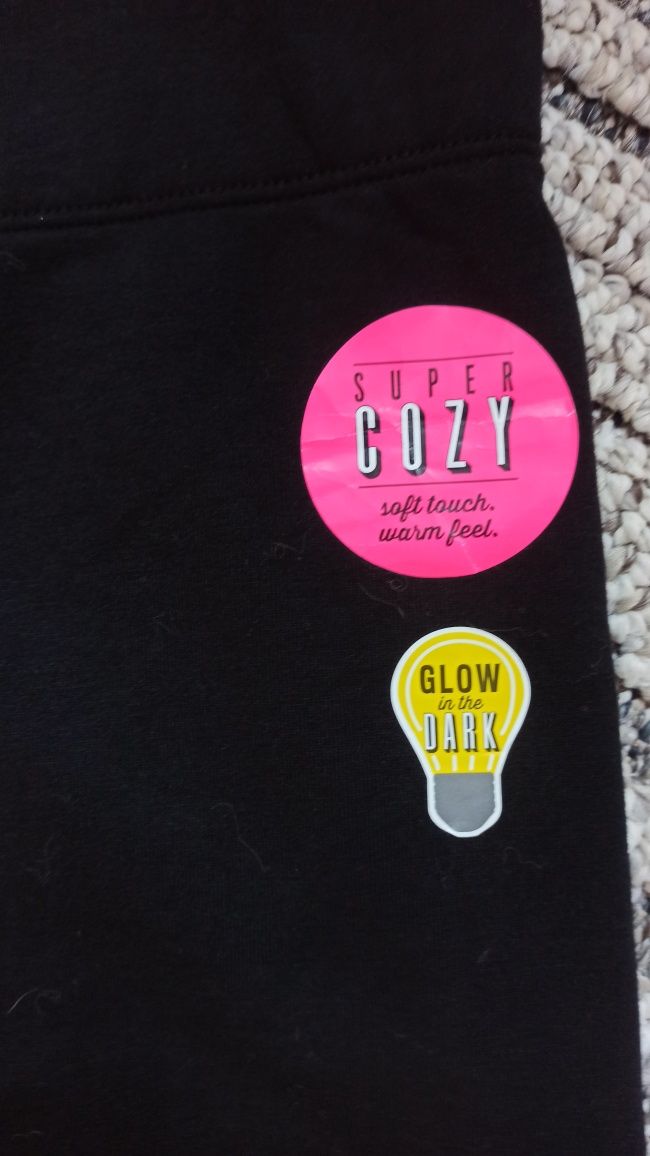 SUPER
COZY
soft touch.
warm feel.
GLOW
in the
DARK